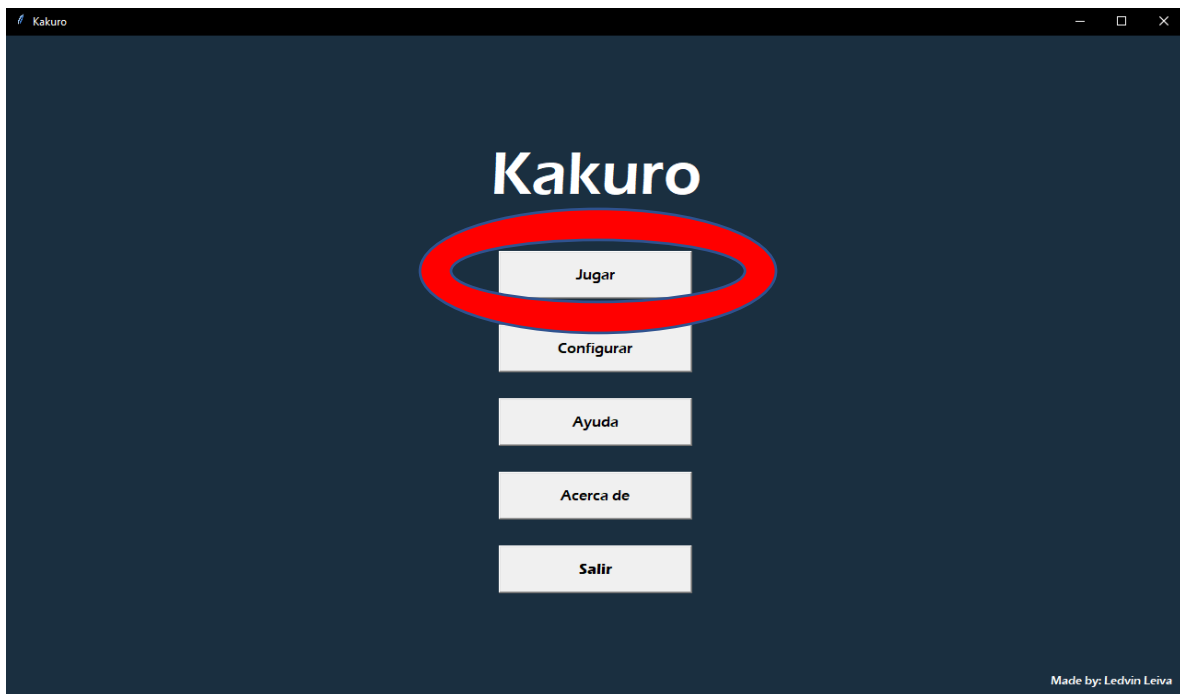 Kakuro
Kakuro
Jugar
Configurar
Ayuda
Acerca de
Salir
Made by: Ledvin Leiva